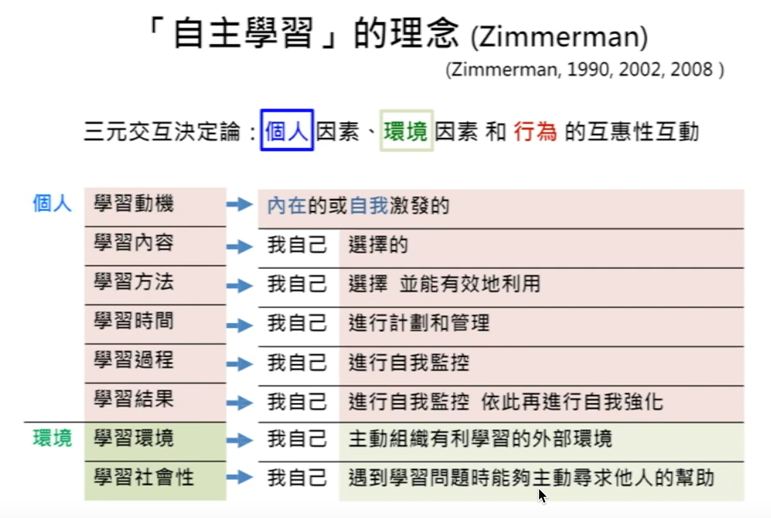 「自主學習」的理念 (Zimmerman)
(Zimmerman, 1990, 2002, 2008 )
三元交互決定論：個人因素、環境因素 和 行為 的互惠性互動
個人 學習動機 內在的或自我激發的
學習內容 我自己 選擇的
學習方法 我自己 選擇 並能有效地利用
學習時間 我自己 進行計劃和管理
學習過程 我自己 進行自我監控
學習結果 我自己 進行自我監控 依此再進行自我強化
環境 學習環境 我自己 主動組織有利學習的外部環境
學習社會性 我自己 遇到學習問題時能夠主動尋求他人的幫助